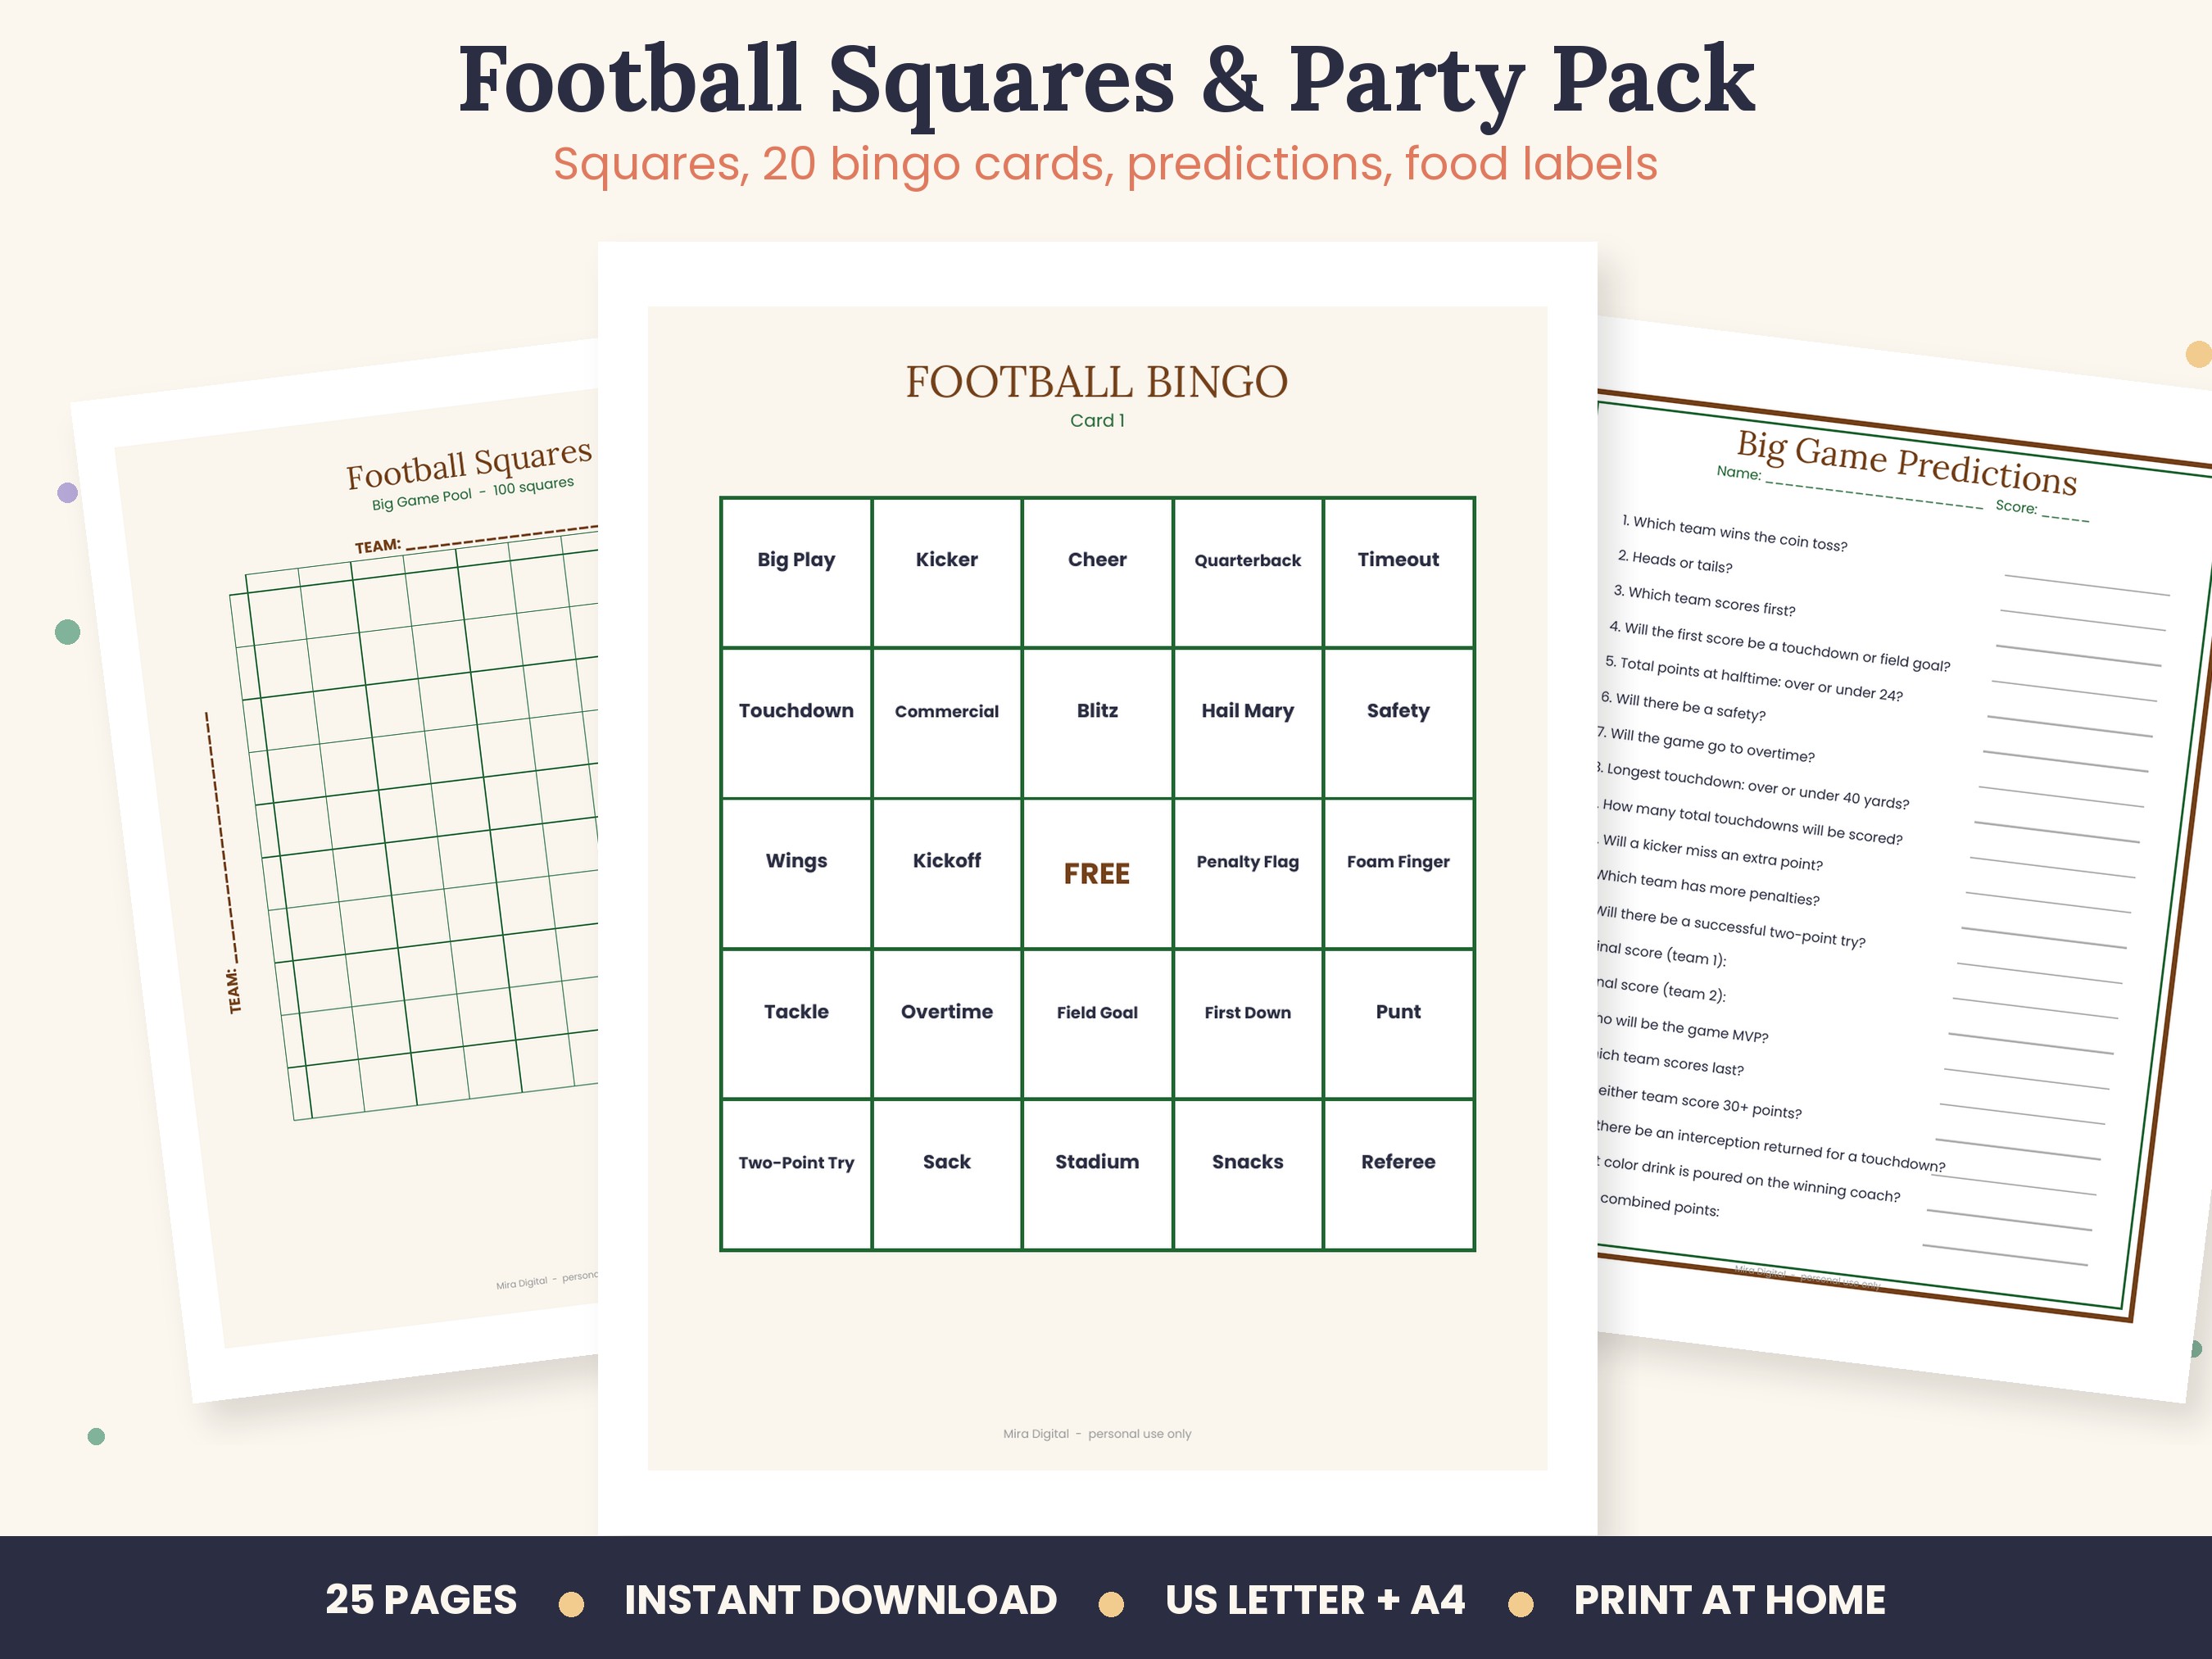 Football Squares & Party Pack
Squares, 20 bingo cards, predictions, food labels
Football Squares
Big Game Pool - 100 squares
TEAM:
TEAM:
Mira Digital -
FOOTBALL BINGO
Card 1
Big Play Kicker Cheer Quarterback Timeout
Touchdown Commercial Blitz Hail Mary Safety
Wings Kickoff FREE Penalty Flag Foam Finger
Tackle Overtime Field Goal First Down Punt
Two-Point Try Sack Stadium Snacks Referee
Mira Digital - personal use only
Big Game Predictions
Name: Score:
1. Which team wins the coin toss?
2. Heads or tails?
3. Which team scores first?
4. Will the first score be a touchdown or field goal?
5. Total points at halftime: over or under 24?
6. Will there be a safety?
7. Will the game go to overtime?
Longest touchdown: over or under 40 yards?
How many total touchdowns will be scored?
Will a kicker miss an extra point?
Which team has more penalties?
Will there be a successful two-point try?
score (team 1):
score (team 2):
will be the game MVP?
team scores last?
either team score 30+ points?
there be an interception returned for a touchdown?
color drink is poured on the winning coach?
combined points:
Mira Digital - personal use only
25 PAGES INSTANT DOWNLOAD US LETTER + A4 PRINT AT HOME